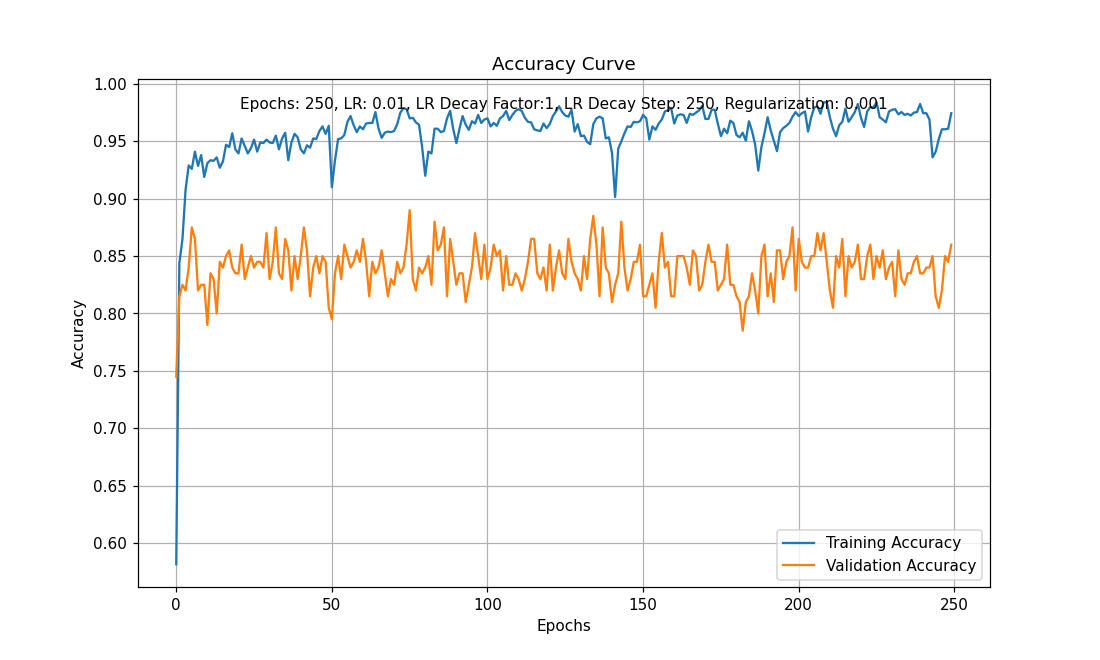 Accuracy Curve
Epochs: 250, LR: 0.01, LR Decay Factor:1, LR Decay Step: 250, Regularization: 0.001
1.00
0.95
0.90
0.85
0.80
0.75
0.70
0.65
0.60
Accuracy
Training Accuracy
Validation Accuracy
0 50 100 150 200 250
Epochs